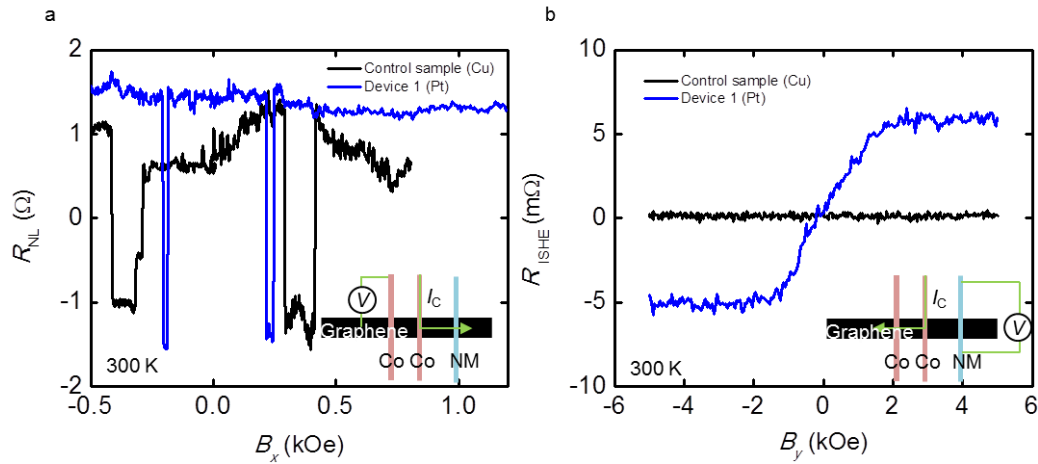 a
2
1
0
-1
-2
R_NL (Ω)
Control sample (Cu)
Device 1 (Pt)
V
I_C
Graphene
Co Co NM
300 K
-0.5 0.0 0.5 1.0
B_x (kOe)
b
10
5
0
-5
-10
R_ISHE (mΩ)
Control sample (Cu)
Device 1 (Pt)
I_C
Graphene
V
Co Co NM
300 K
-6 -4 -2 0 2 4 6
B_y (kOe)